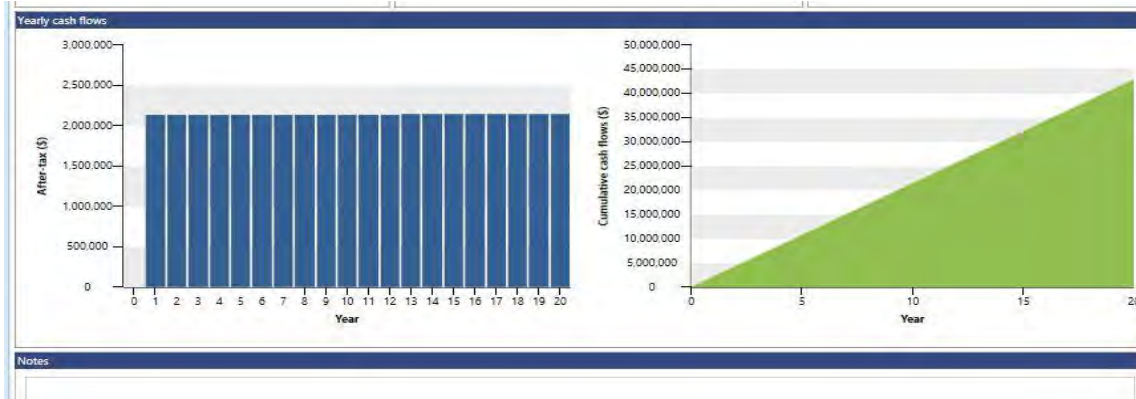 Yearly cash flows
3,000,000
2,500,000
2,000,000
1,500,000
1,000,000
500,000
0
After-tax ($)
0 1 2 3 4 5 6 7 8 9 10 11 12 13 14 15 16 17 18 19 20
Year
50,000,000
45,000,000
40,000,000
35,000,000
30,000,000
25,000,000
20,000,000
15,000,000
10,000,000
5,000,000
0
Cumulative cash flows ($)
0 5 10 15 20
Year
Notes